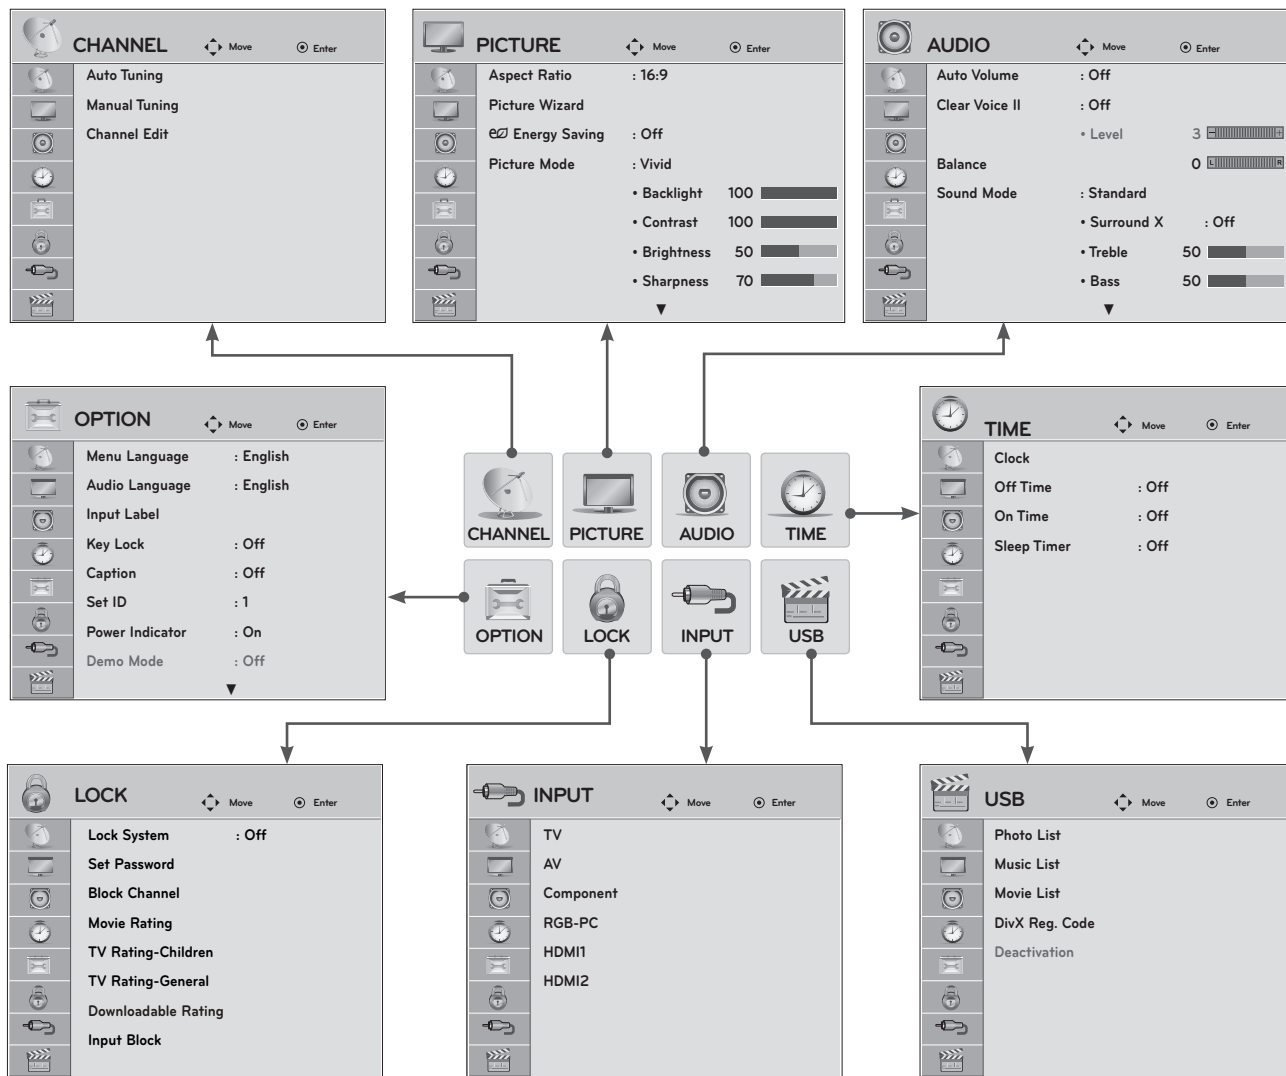 CHANNEL Move Enter
Auto Tuning
Manual Tuning
Channel Edit
PICTURE Move Enter
Aspect Ratio : 16:9
Picture Wizard
Energy Saving : Off
Picture Mode : Vivid
• Backlight 100
• Contrast 100
• Brightness 50
• Sharpness 70
▼
AUDIO Move Enter
Auto Volume : Off
Clear Voice II : Off
• Level 3 - +
Balance 0 L R
Sound Mode : Standard
• Surround X : Off
• Treble 50
• Bass 50
▼
OPTION Move Enter
Menu Language : English
Audio Language : English
Input Label
Key Lock : Off
Caption : Off
Set ID : 1
Power Indicator : On
Demo Mode : Off
▼
CHANNEL PICTURE AUDIO TIME
OPTION LOCK INPUT USB
TIME Move Enter
Clock
Off Time : Off
On Time : Off
Sleep Timer : Off
LOCK Move Enter
Lock System : Off
Set Password
Block Channel
Movie Rating
TV Rating-Children
TV Rating-General
Downloadable Rating
Input Block
INPUT Move Enter
TV
AV
Component
RGB-PC
HDMI1
HDMI2
USB Move Enter
Photo List
Music List
Movie List
DivX Reg. Code
Deactivation